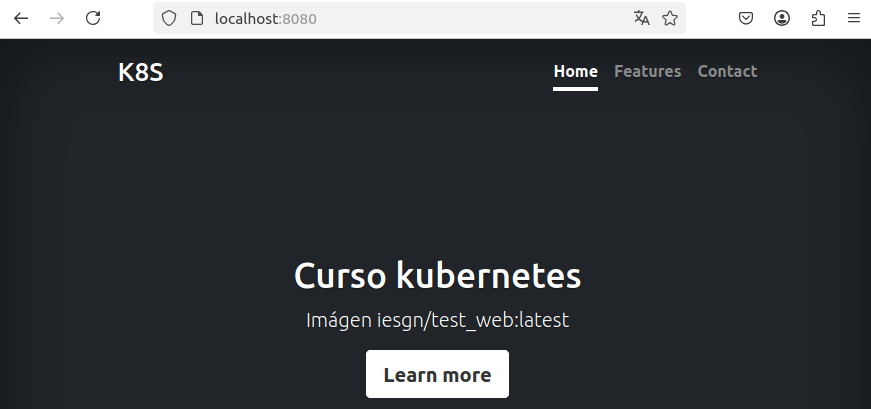 localhost:8080
K8S
Home Features Contact
Curso kubernetes
Imágen iesgn/test_web:latest
Learn more